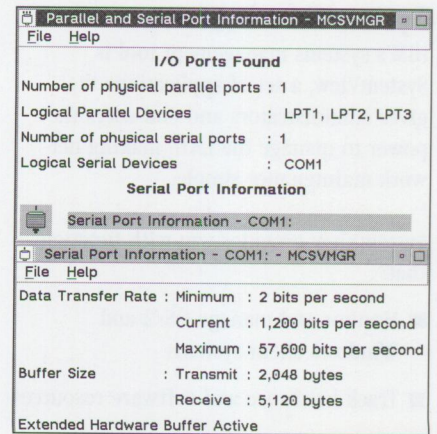 Parallel and Serial Port Information - MCSVMGR
File Help
I/O Ports Found
Number of physical parallel ports : 1
Logical Parallel Devices : LPT1, LPT2, LPT3
Number of physical serial ports : 1
Logical Serial Devices : COM1
Serial Port Information
Serial Port Information - COM1:
Serial Port Information - COM1: - MCSVMGR
File Help
Data Transfer Rate : Minimum : 2 bits per second
Current : 1,200 bits per second
Maximum : 57,600 bits per second
Buffer Size : Transmit : 2,048 bytes
Receive : 5,120 bytes
Extended Hardware Buffer Active